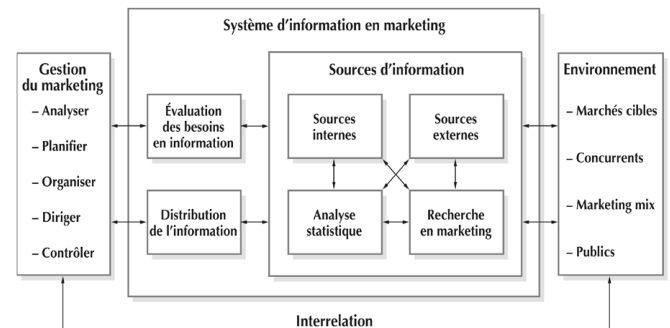 Système d'information en marketing
Gestion
du marketing
– Analyser
– Planifier
– Organiser
– Diriger
– Contrôler
Évaluation
des besoins
en information
Distribution
de l'information
Sources d'information
Sources
internes
Sources
externes
Analyse
statistique
Recherche
en marketing
Environnement
– Marchés cibles
– Concurrents
– Marketing mix
– Publics
Interrelation